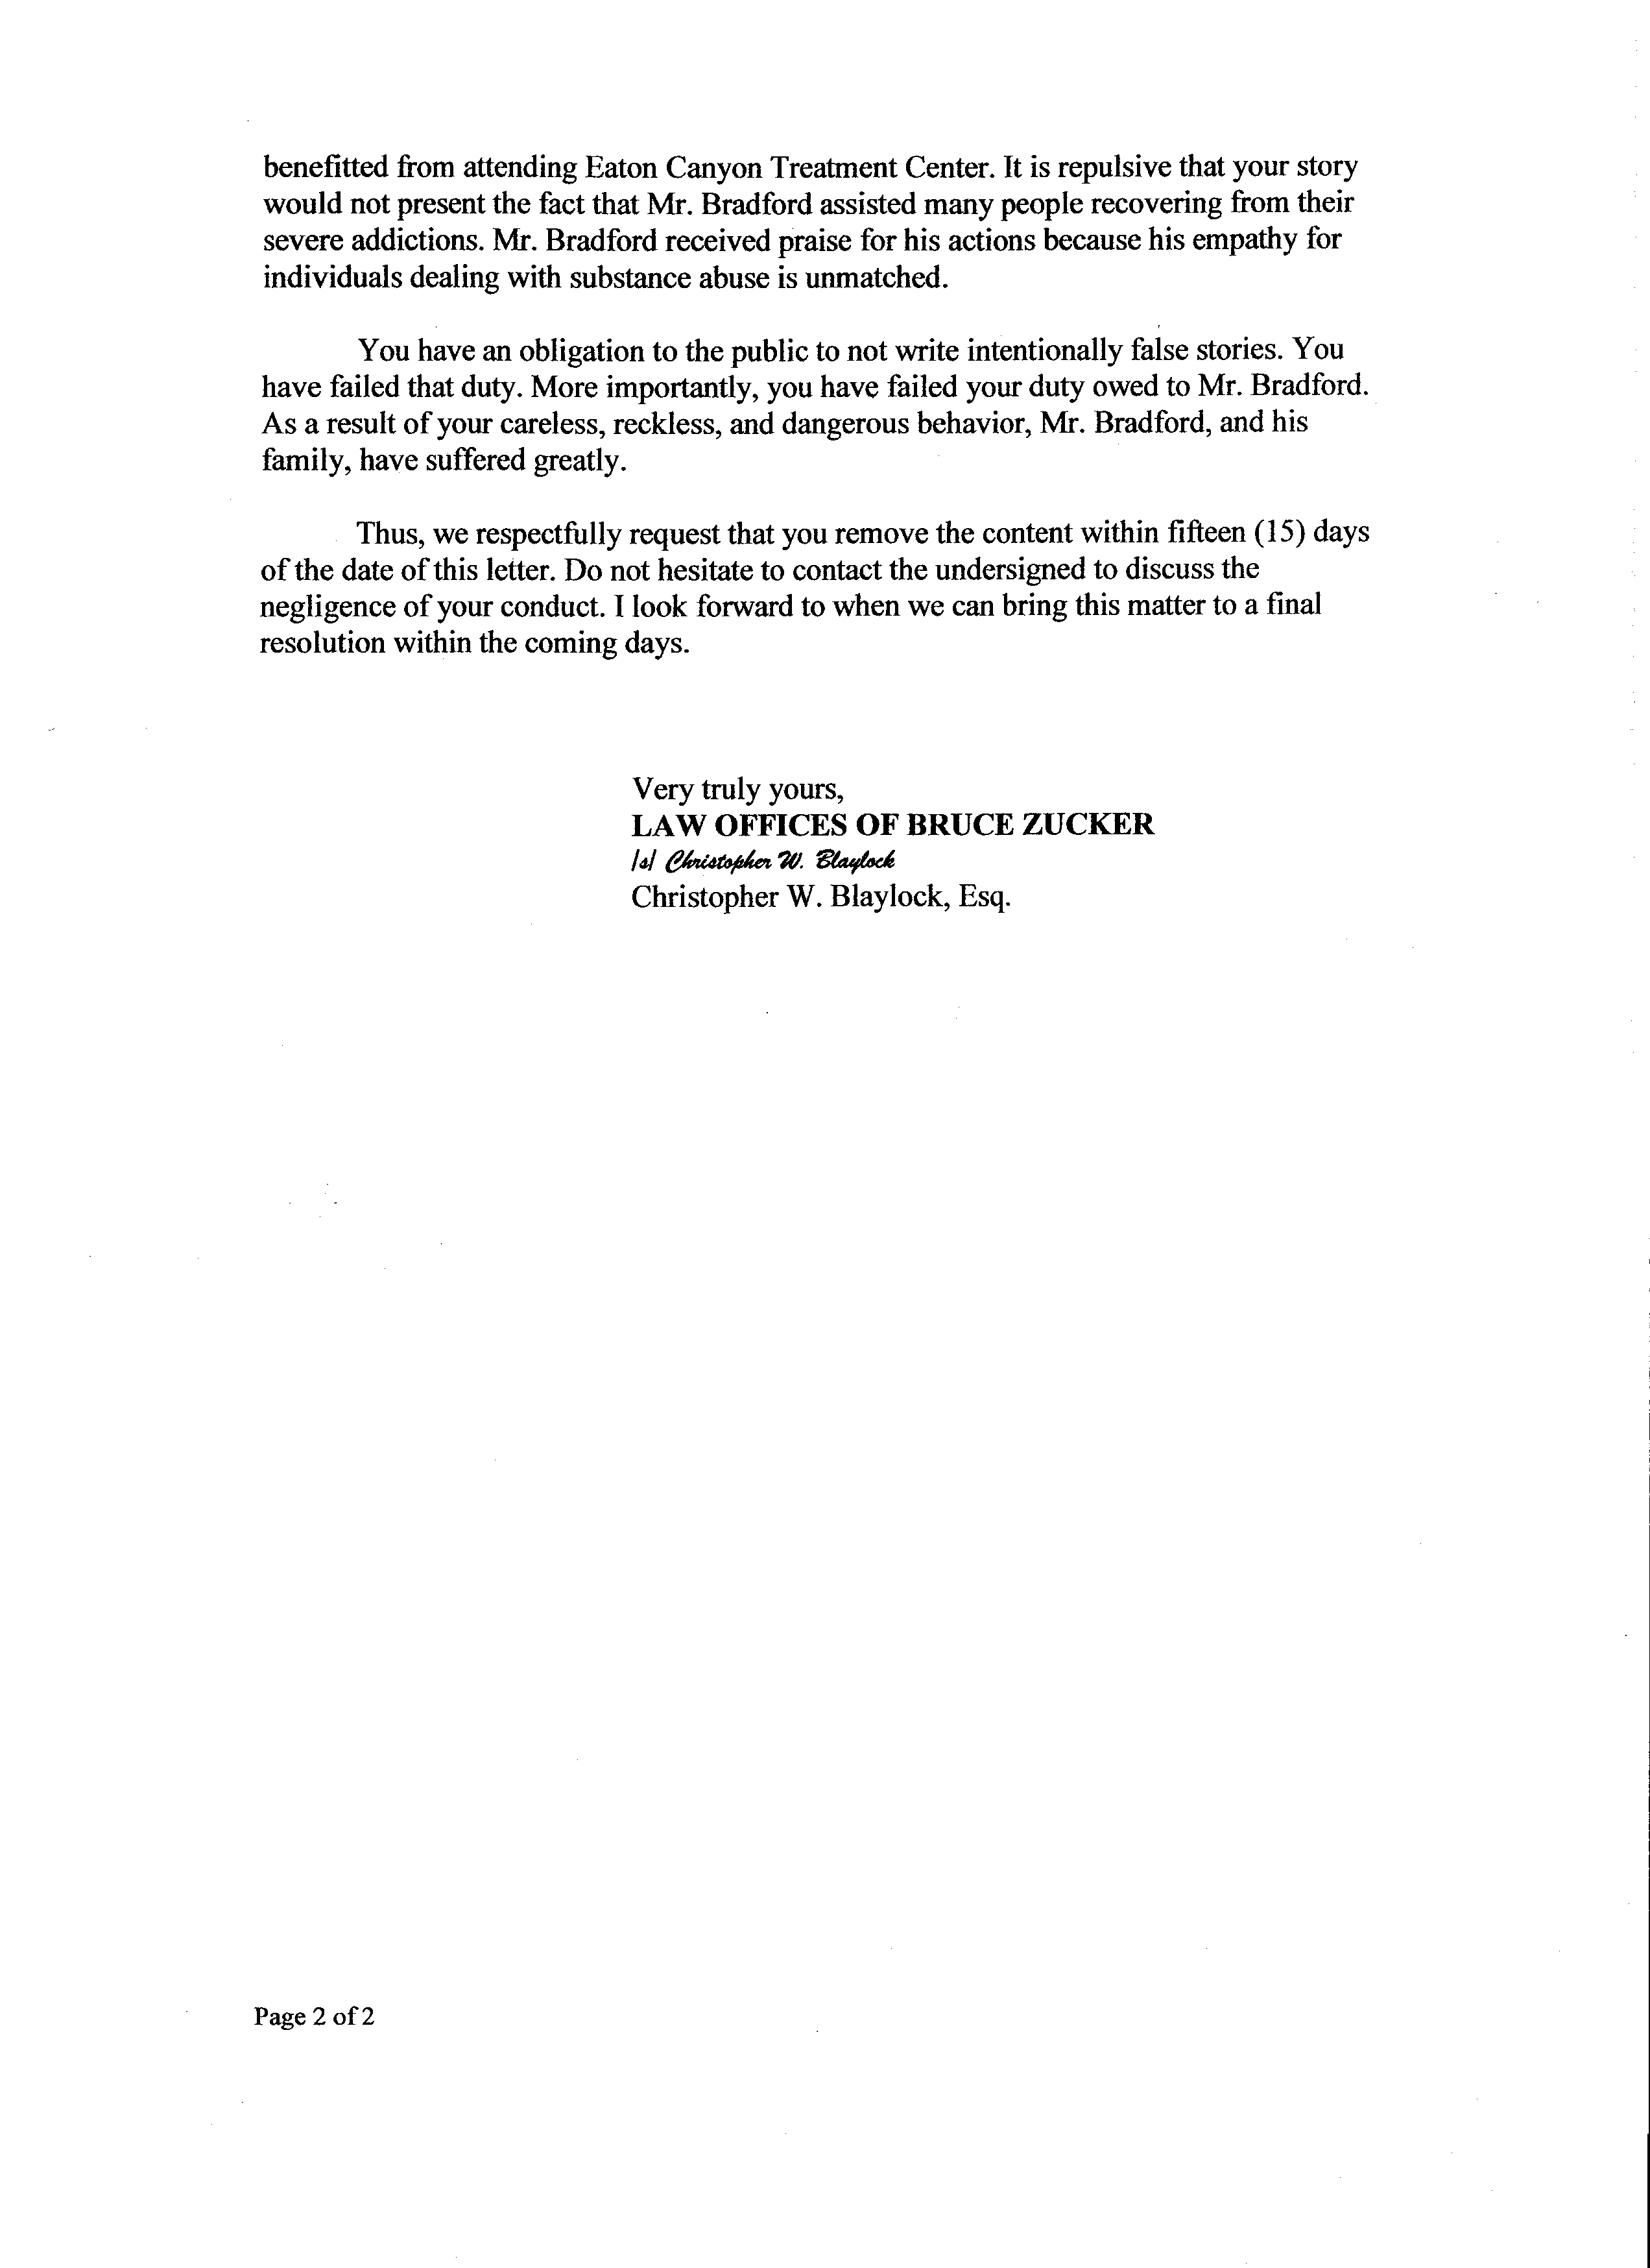 benefitted from attending Eaton Canyon Treatment Center. It is repulsive that your story
would not present the fact that Mr. Bradford assisted many people recovering from their
severe addictions. Mr. Bradford received praise for his actions because his empathy for
individuals dealing with substance abuse is unmatched.
You have an obligation to the public to not write intentionally false stories. You
have failed that duty. More importantly, you have failed your duty owed to Mr. Bradford.
As a result of your careless, reckless, and dangerous behavior, Mr. Bradford, and his
family, have suffered greatly.
Thus, we respectfully request that you remove the content within fifteen (15) days
of the date of this letter. Do not hesitate to contact the undersigned to discuss the
negligence of your conduct. I look forward to when we can bring this matter to a final
resolution within the coming days.
Very truly yours,
LAW OFFICES OF BRUCE ZUCKER
/s/ Christopher W. Blaylock
Christopher W. Blaylock, Esq.
Page 2 of 2